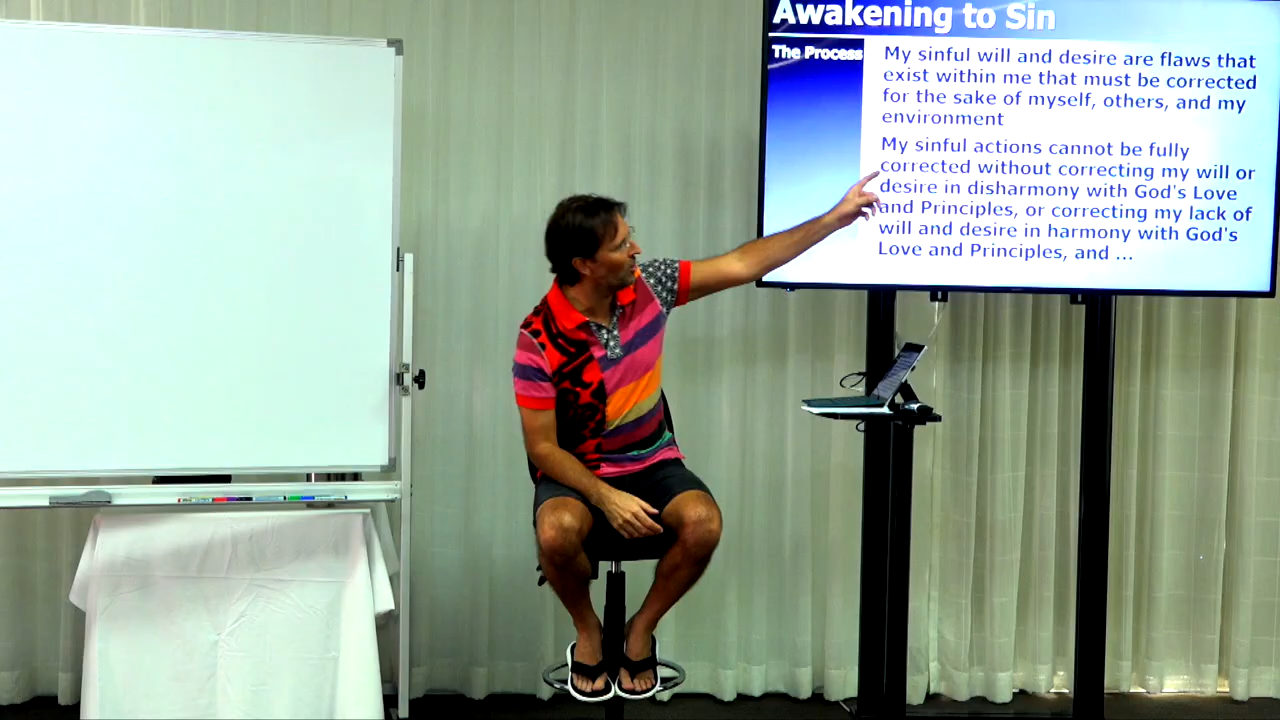 Awakening to Sin
The Process
My sinful will and desire are flaws that
exist within me that must be corrected
for the sake of myself, others, and my
environment
My sinful actions cannot be fully
corrected without correcting my will or
desire in disharmony with God's Love
and Principles, or correcting my lack of
will and desire in harmony with God's
Love and Principles, and ...